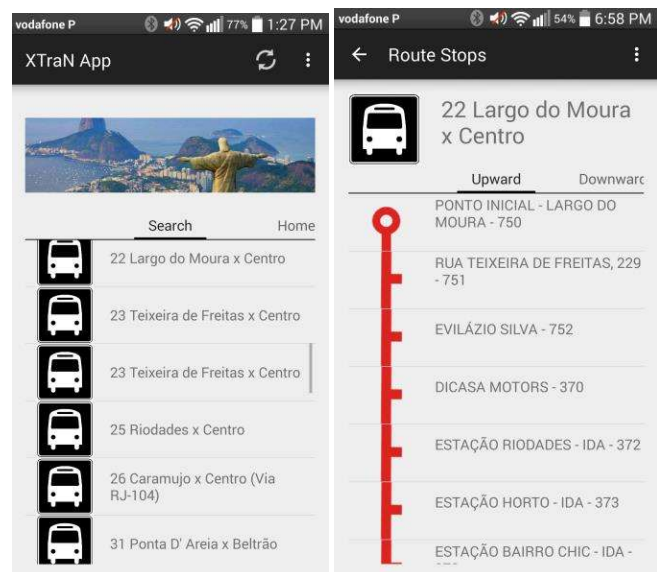 vodafone P
77%
1:27 PM
XTraN App
Search
Home
22 Largo do Moura x Centro
23 Teixeira de Freitas x Centro
23 Teixeira de Freitas x Centro
25 Riodades x Centro
26 Caramujo x Centro (Via
RJ-104)
31 Ponta D' Areia x Beltrão
vodafone P
54%
6:58 PM
Route Stops
22 Largo do Moura
x Centro
Upward
Downward
PONTO INICIAL - LARGO DO
MOURA - 750
RUA TEIXEIRA DE FREITAS, 229
- 751
EVILÁZIO SILVA - 752
DICASA MOTORS - 370
ESTAÇÃO RIODADES - IDA - 372
ESTAÇÃO HORTO - IDA - 373
ESTAÇÃO BAIRRO CHIC - IDA -